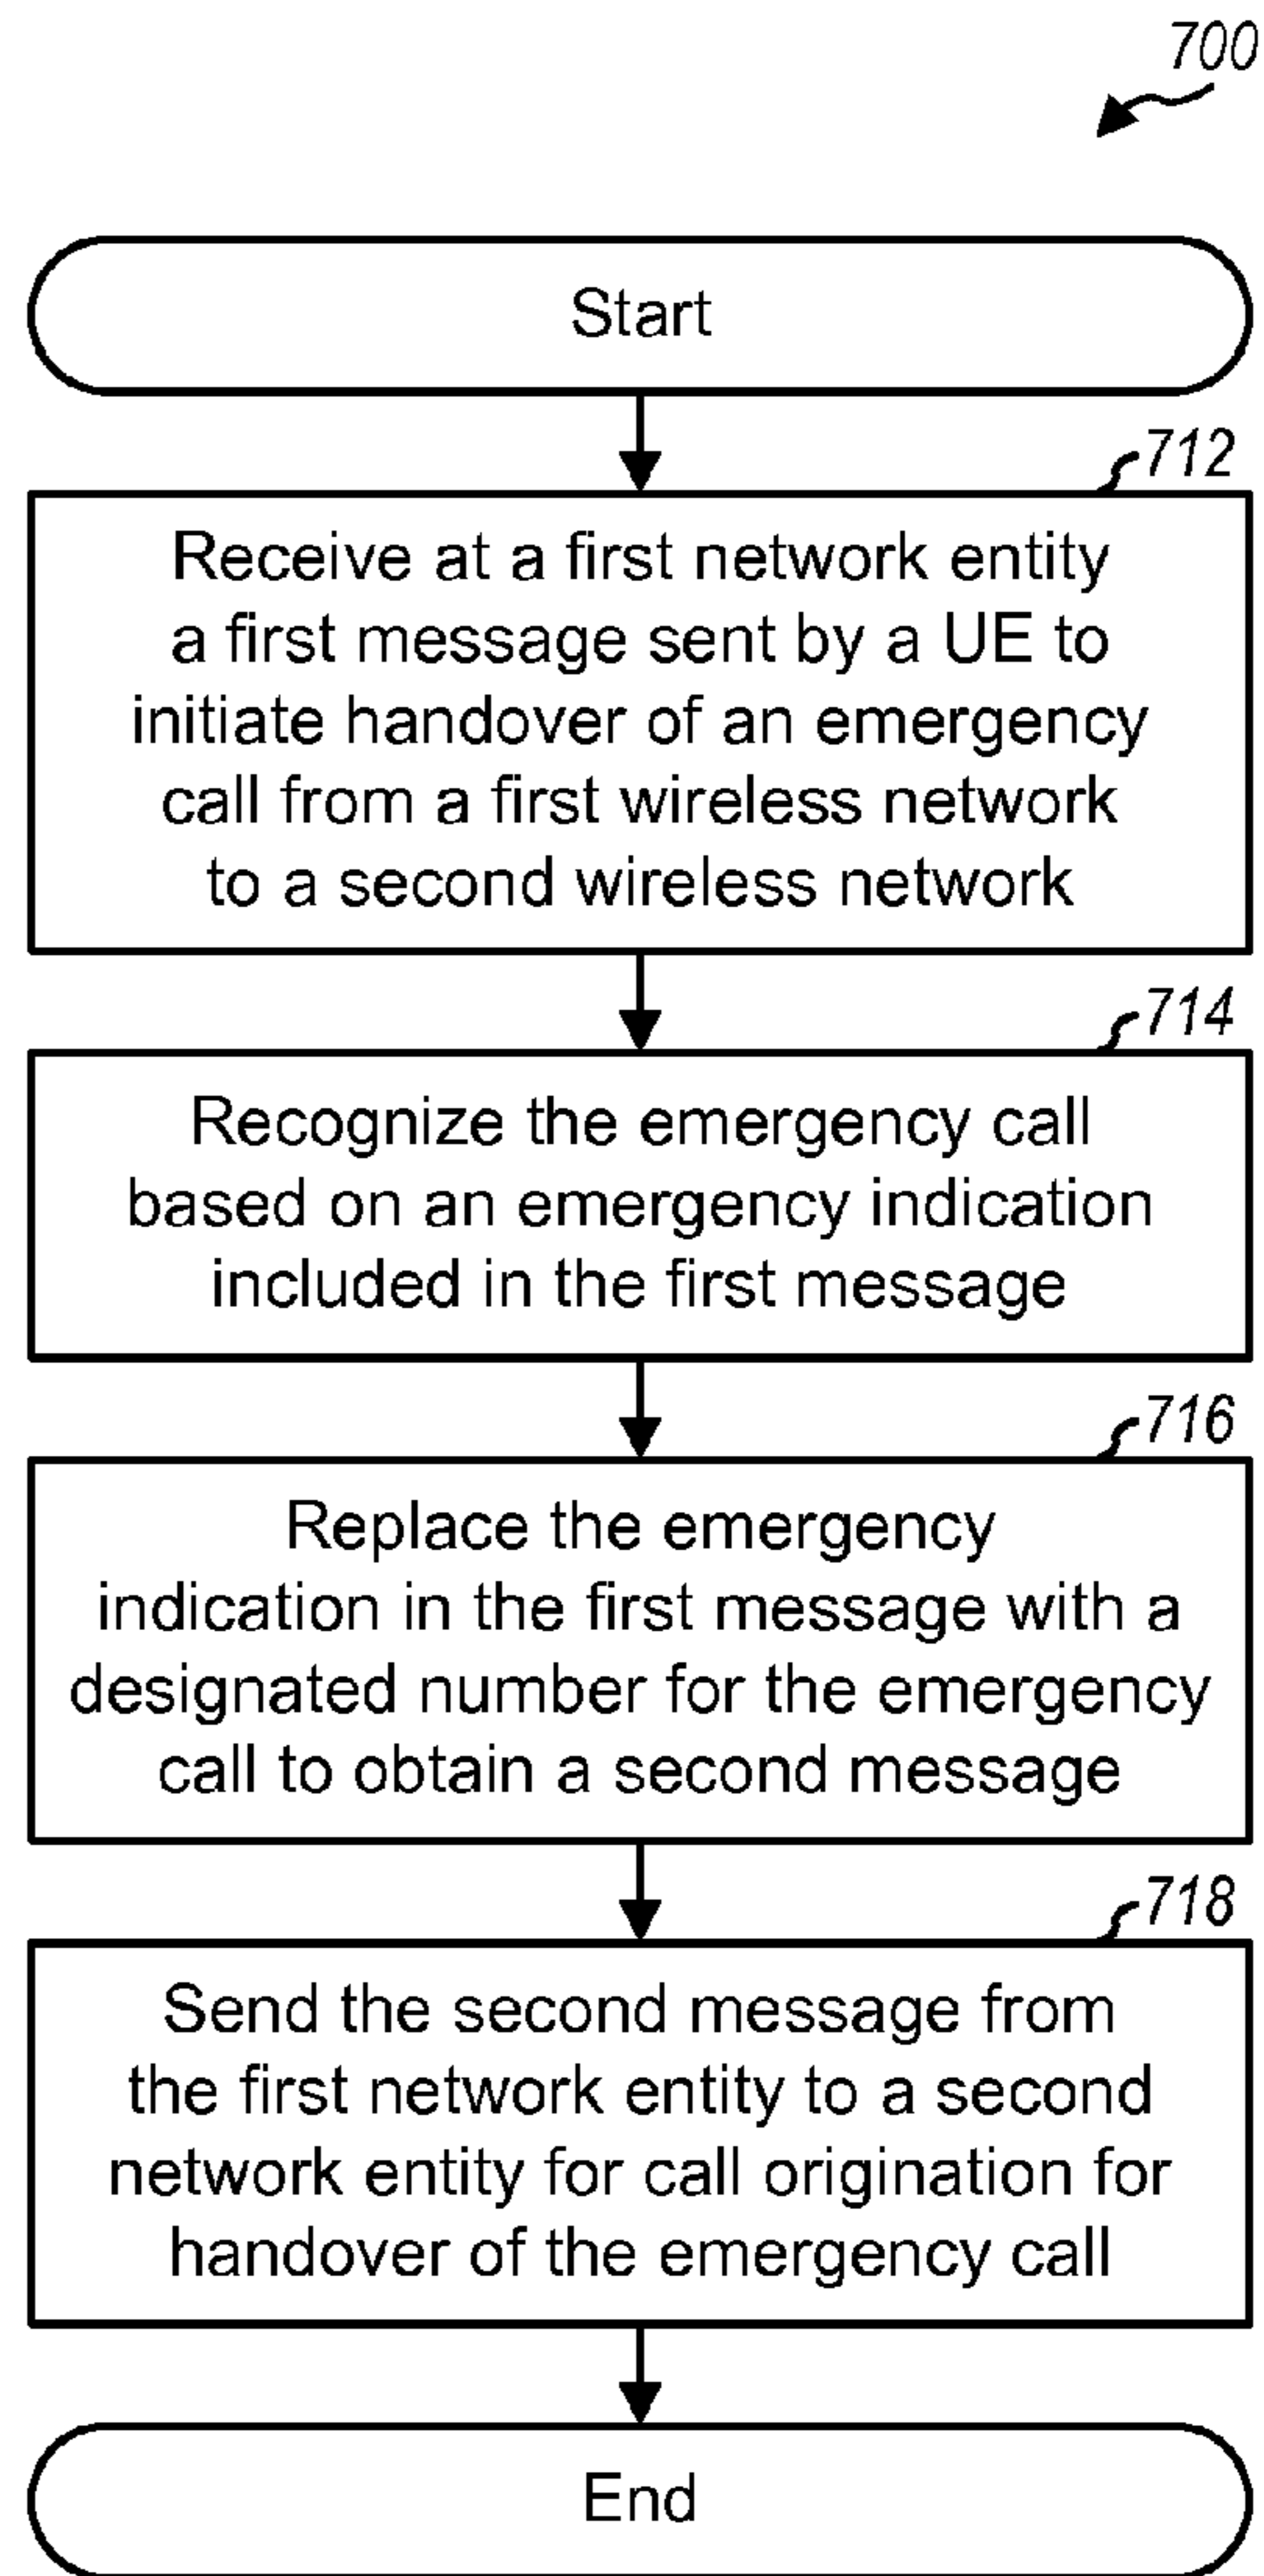 700
Start
712
Receive at a first network entity
a first message sent by a UE to
initiate handover of an emergency
call from a first wireless network
to a second wireless network
714
Recognize the emergency call
based on an emergency indication
included in the first message
716
Replace the emergency
indication in the first message with a
designated number for the emergency
call to obtain a second message
718
Send the second message from
the first network entity to a second
network entity for call origination for
handover of the emergency call
End